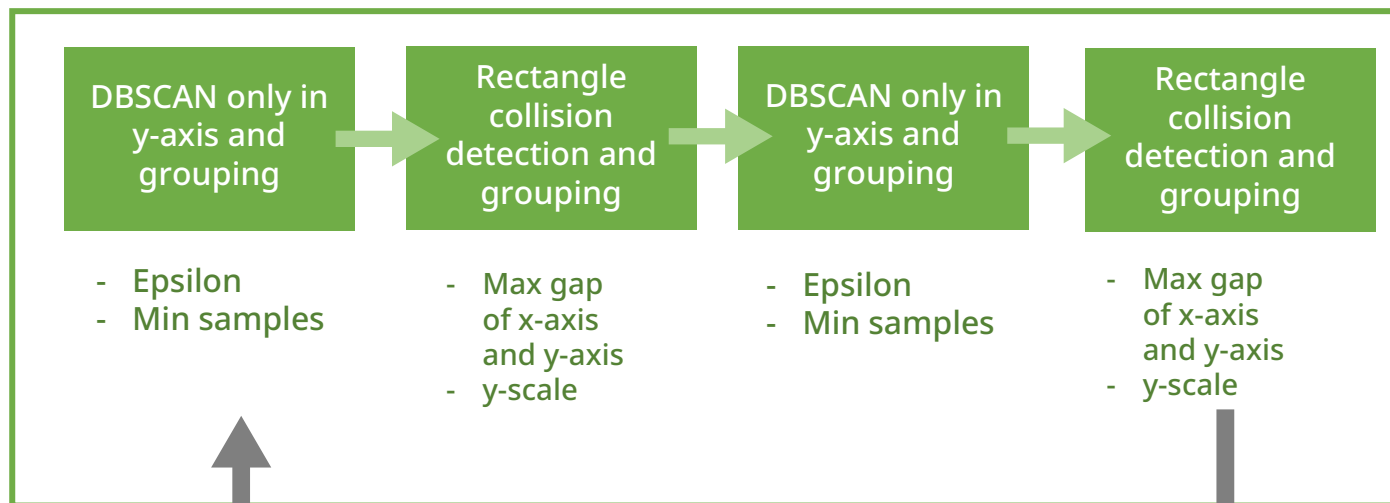 DBSCAN only in
y-axis and
grouping
Rectangle
collision
detection and
grouping
DBSCAN only in
y-axis and
grouping
Rectangle
collision
detection and
grouping
- Epsilon
- Min samples
- Max gap
of x-axis
and y-axis
- y-scale
- Epsilon
- Min samples
- Max gap
of x-axis
and y-axis
- y-scale